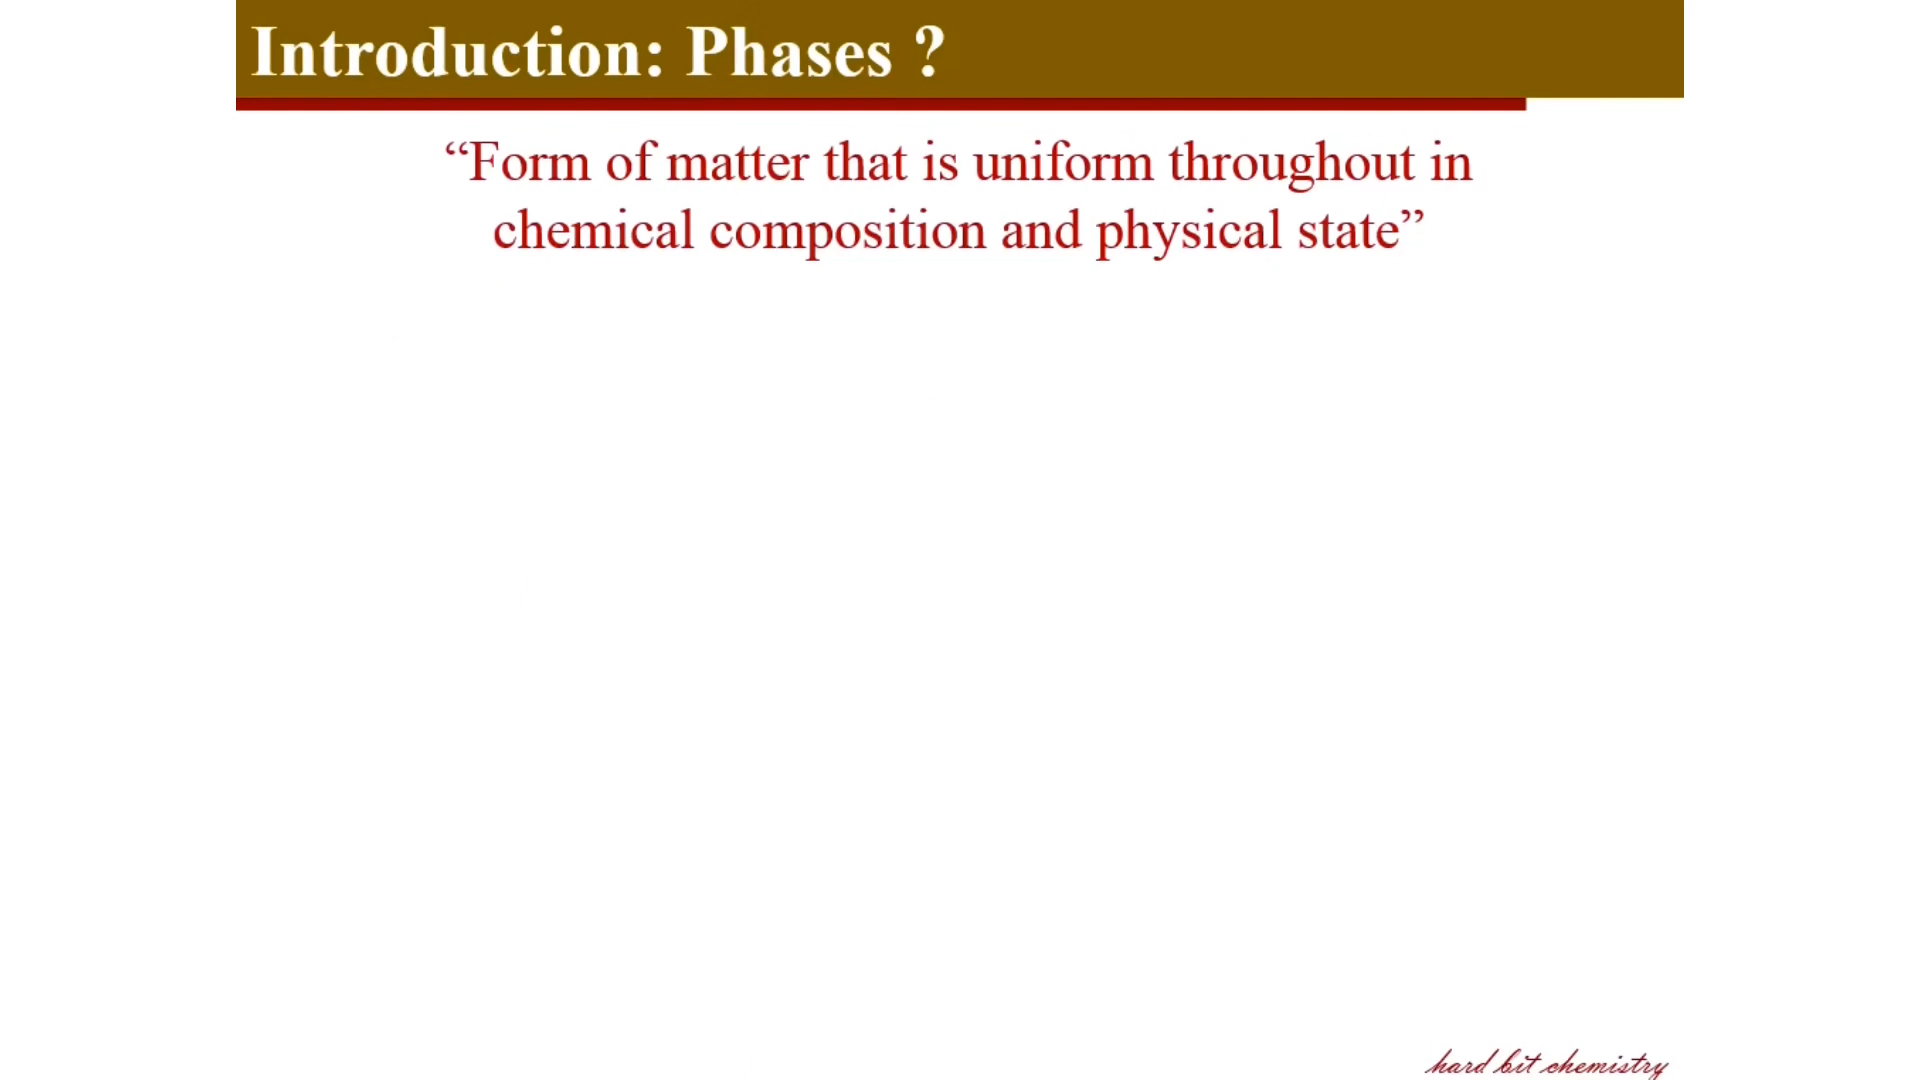 Introduction: Phases ?
“Form of matter that is uniform throughout in
chemical composition and physical state”
hard bit chemistry